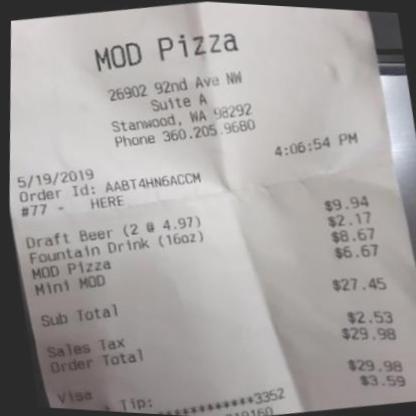 MOD Pizza
26902 92nd Ave NW
Suite A
Stanwood, WA 98292
Phone 360.205.9680
5/19/2019 4:06:54 PM
Order Id: AABT4HN6ACCM
#77 - HERE
Draft Beer (2 @ 4.97) $9.94
Fountain Drink (16oz) $2.17
MOD Pizza $8.67
Mini MOD $6.67
Sub Total $27.45
Sales Tax $2.53
Order Total $29.98
Visa $29.98
Tip: $3.59
***********3352